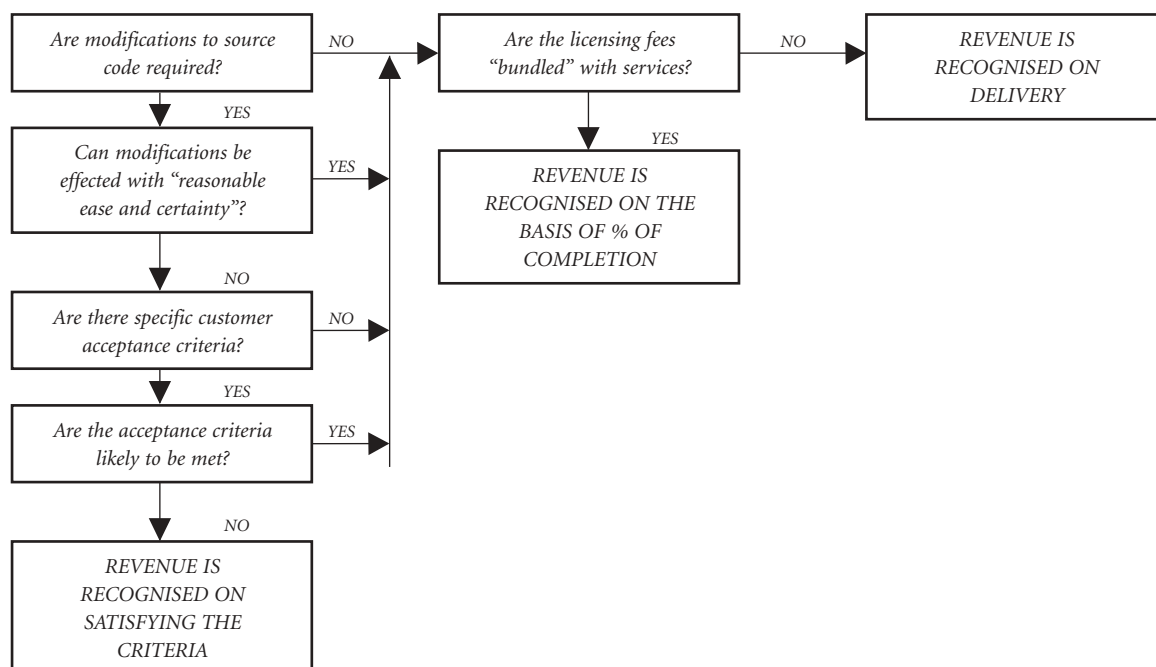 Are modifications to source
code required?
NO
Are the licensing fees
“bundled” with services?
NO
REVENUE IS
RECOGNISED ON
DELIVERY
YES
Can modifications be
effected with “reasonable
ease and certainty”?
YES
YES
REVENUE IS
RECOGNISED ON THE
BASIS OF % OF
COMPLETION
NO
Are there specific customer
acceptance criteria?
NO
YES
Are the acceptance criteria
likely to be met?
YES
NO
REVENUE IS
RECOGNISED ON
SATISFYING THE
CRITERIA